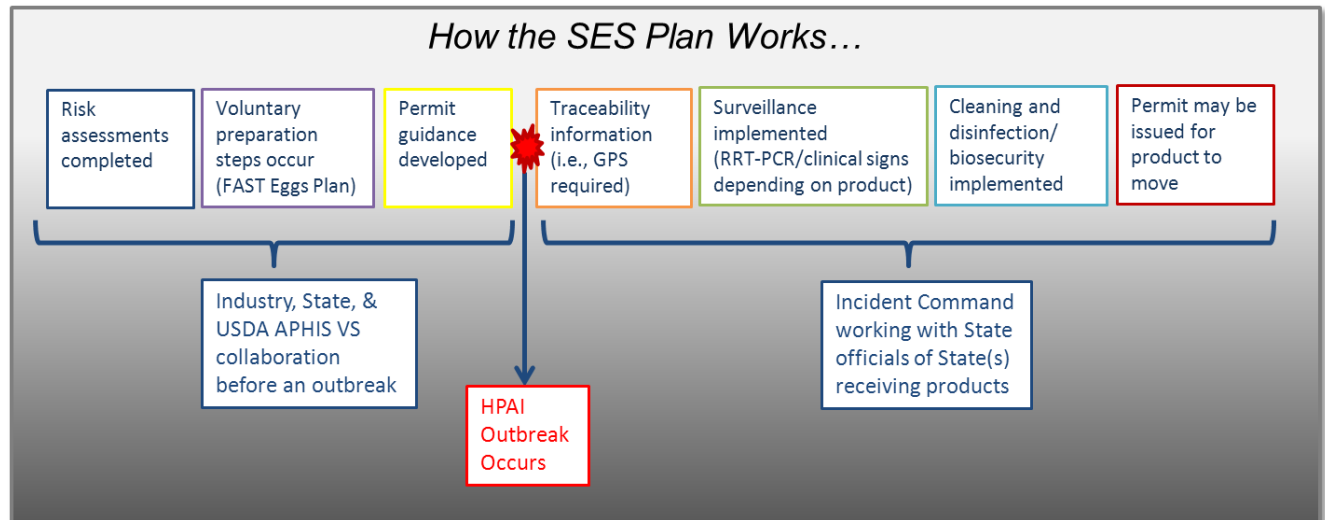 How the SES Plan Works…
Risk
assessments
completed
Voluntary
preparation
steps occur
(FAST Eggs Plan)
Permit
guidance
developed
Traceability
information
(i.e., GPS
required)
Surveillance
implemented
(RRT-PCR/clinical signs
depending on product)
Cleaning and
disinfection/
biosecurity
implemented
Permit may be
issued for
product to
move
Industry, State, &
USDA APHIS VS
collaboration
before an outbreak
HPAI
Outbreak
Occurs
Incident Command
working with State
officials of State(s)
receiving products